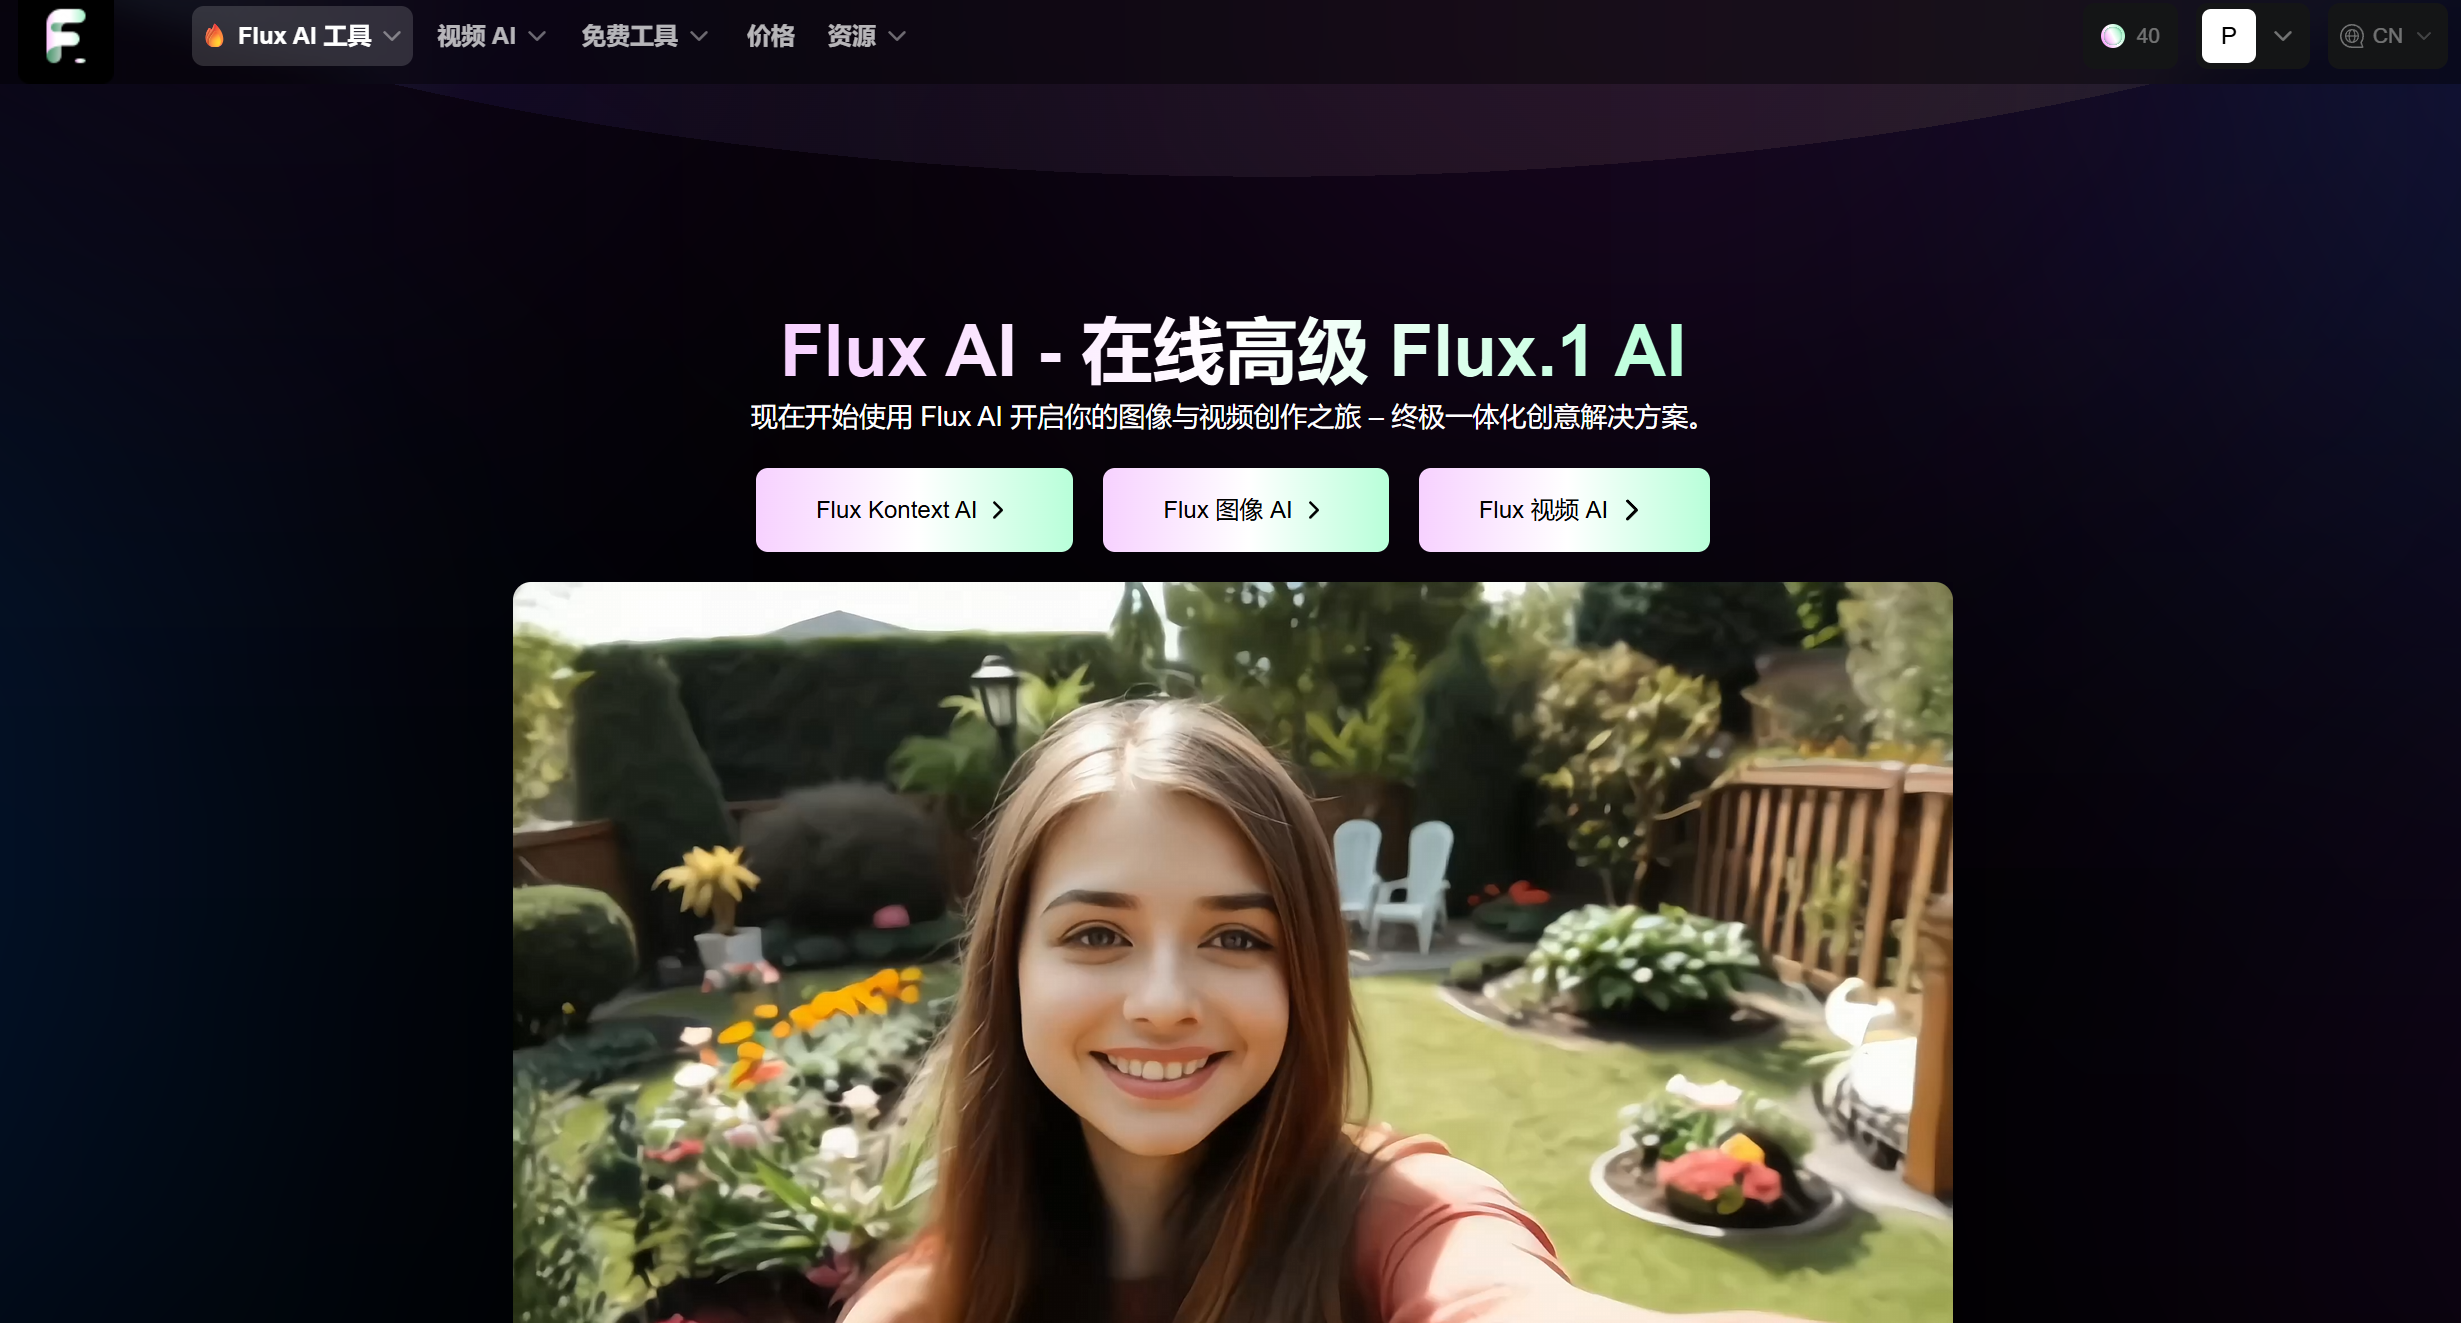 F.
Flux AI 工具 视频 AI 免费工具 价格 资源 40 P CN
Flux AI - 在线高级 Flux.1 AI
现在开始使用 Flux AI 开启你的图像与视频创作之旅 – 终极一体化创意解决方案。
Flux Kontext AI Flux 图像 AI Flux 视频 AI